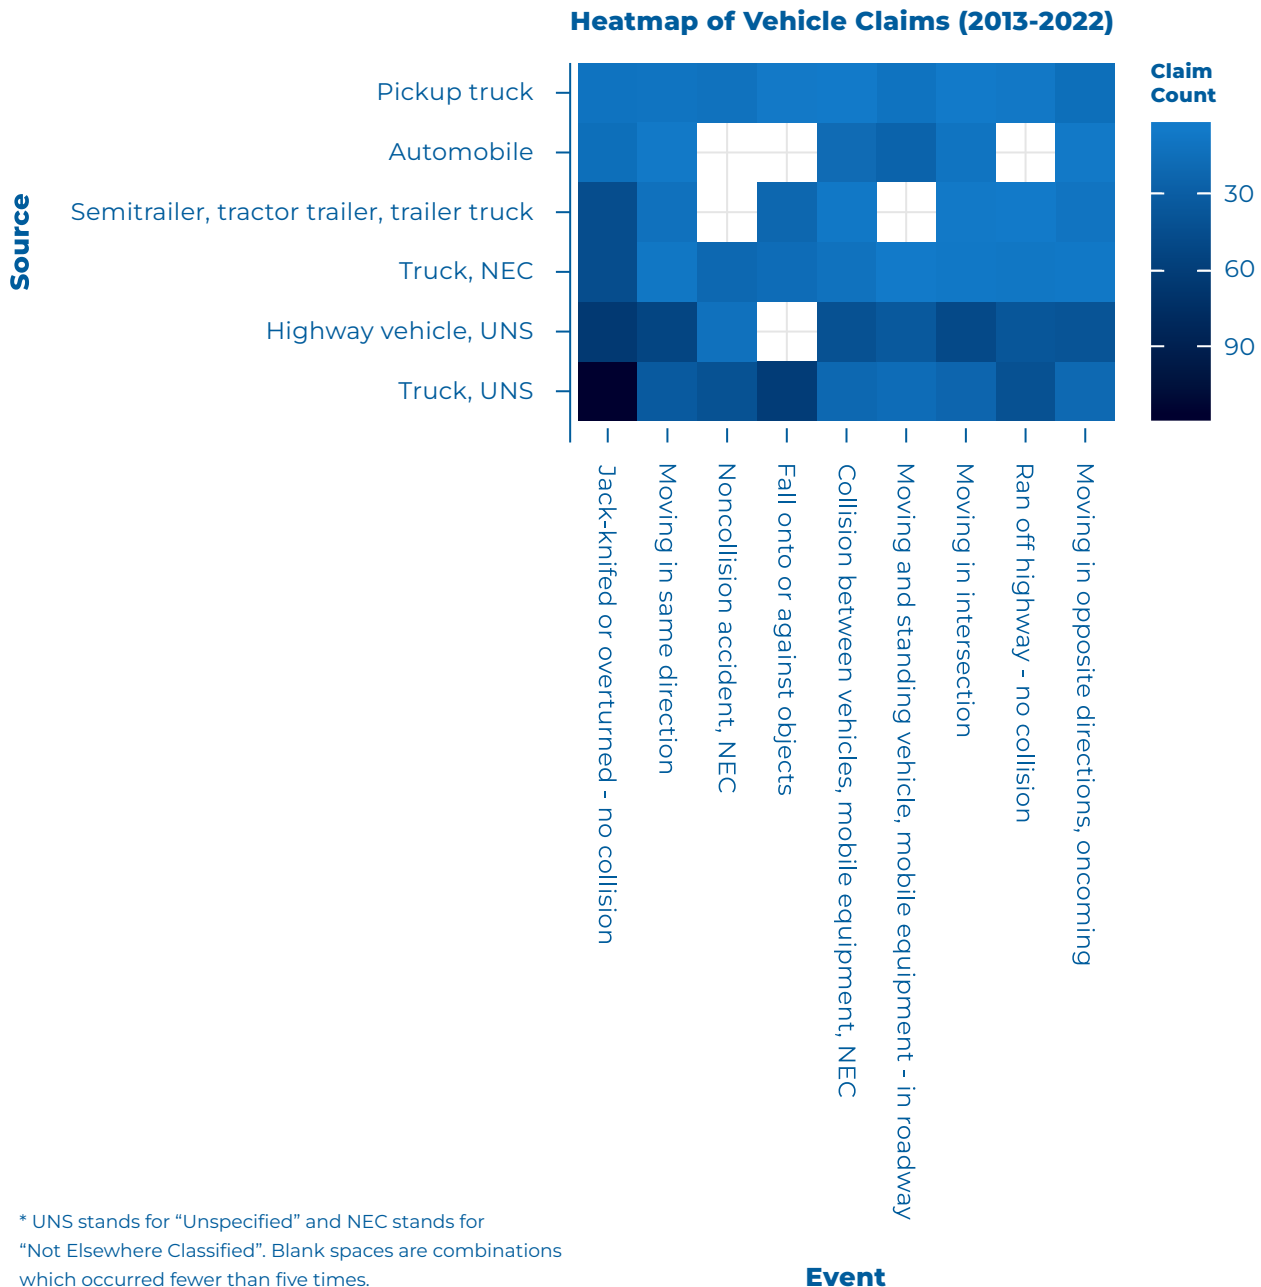 Heatmap of Vehicle Claims (2013-2022)
Source
Pickup truck
Automobile
Semitrailer, tractor trailer, trailer truck
Truck, NEC
Highway vehicle, UNS
Truck, UNS
Claim
Count
30
60
90
Jack-knifed or overturned - no collision
Moving in same direction
Noncollision accident, NEC
Fall onto or against objects
Collision between vehicles, mobile equipment, NEC
Moving and standing vehicle, mobile equipment - in roadway
Moving in intersection
Ran off highway - no collision
Moving in opposite directions, oncoming
Event
* UNS stands for “Unspecified” and NEC stands for
“Not Elsewhere Classified”. Blank spaces are combinations
which occurred fewer than five times.